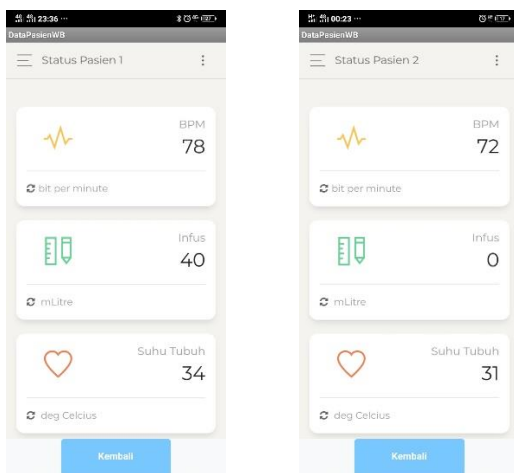 23:36 ...
DataPasienWB
Status Pasien 1
BPM
78
bit per minute
Infus
40
mLitre
Suhu Tubuh
34
deg Celcius
Kembali
00:23 ...
DataPasienWB
Status Pasien 2
BPM
72
bit per minute
Infus
0
mLitre
Suhu Tubuh
31
deg Celcius
Kembali